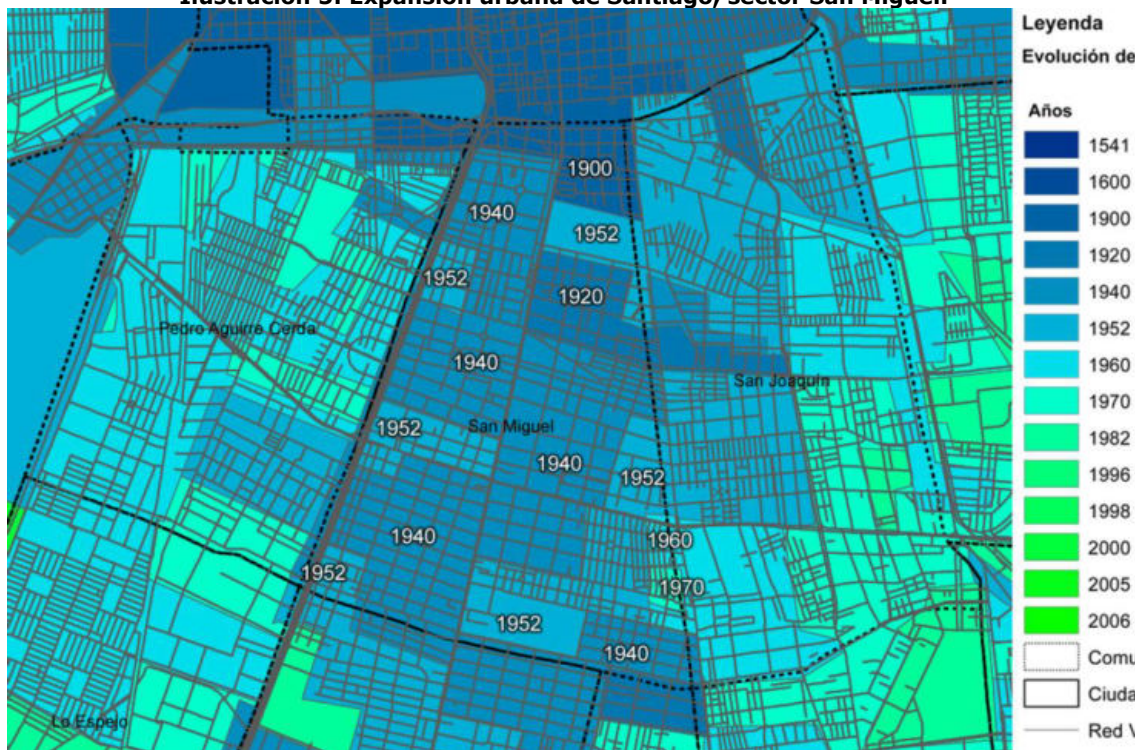 Ilustración 5: Expansión urbana de Santiago, sector San Miguel.
Leyenda
Evolución de
Años
1541
1600
1900
1920
1940
1952
1960
1970
1982
1996
1998
2000
2005
2006
Comu
Ciuda
Red V
1900
1940
1952
1952
1920
Pedro Aguirre Cerda
1940
San Joaquín
1952
San Miguel
1940
1952
1940
1960
1952
1970
1952
1940
Lo Espejo